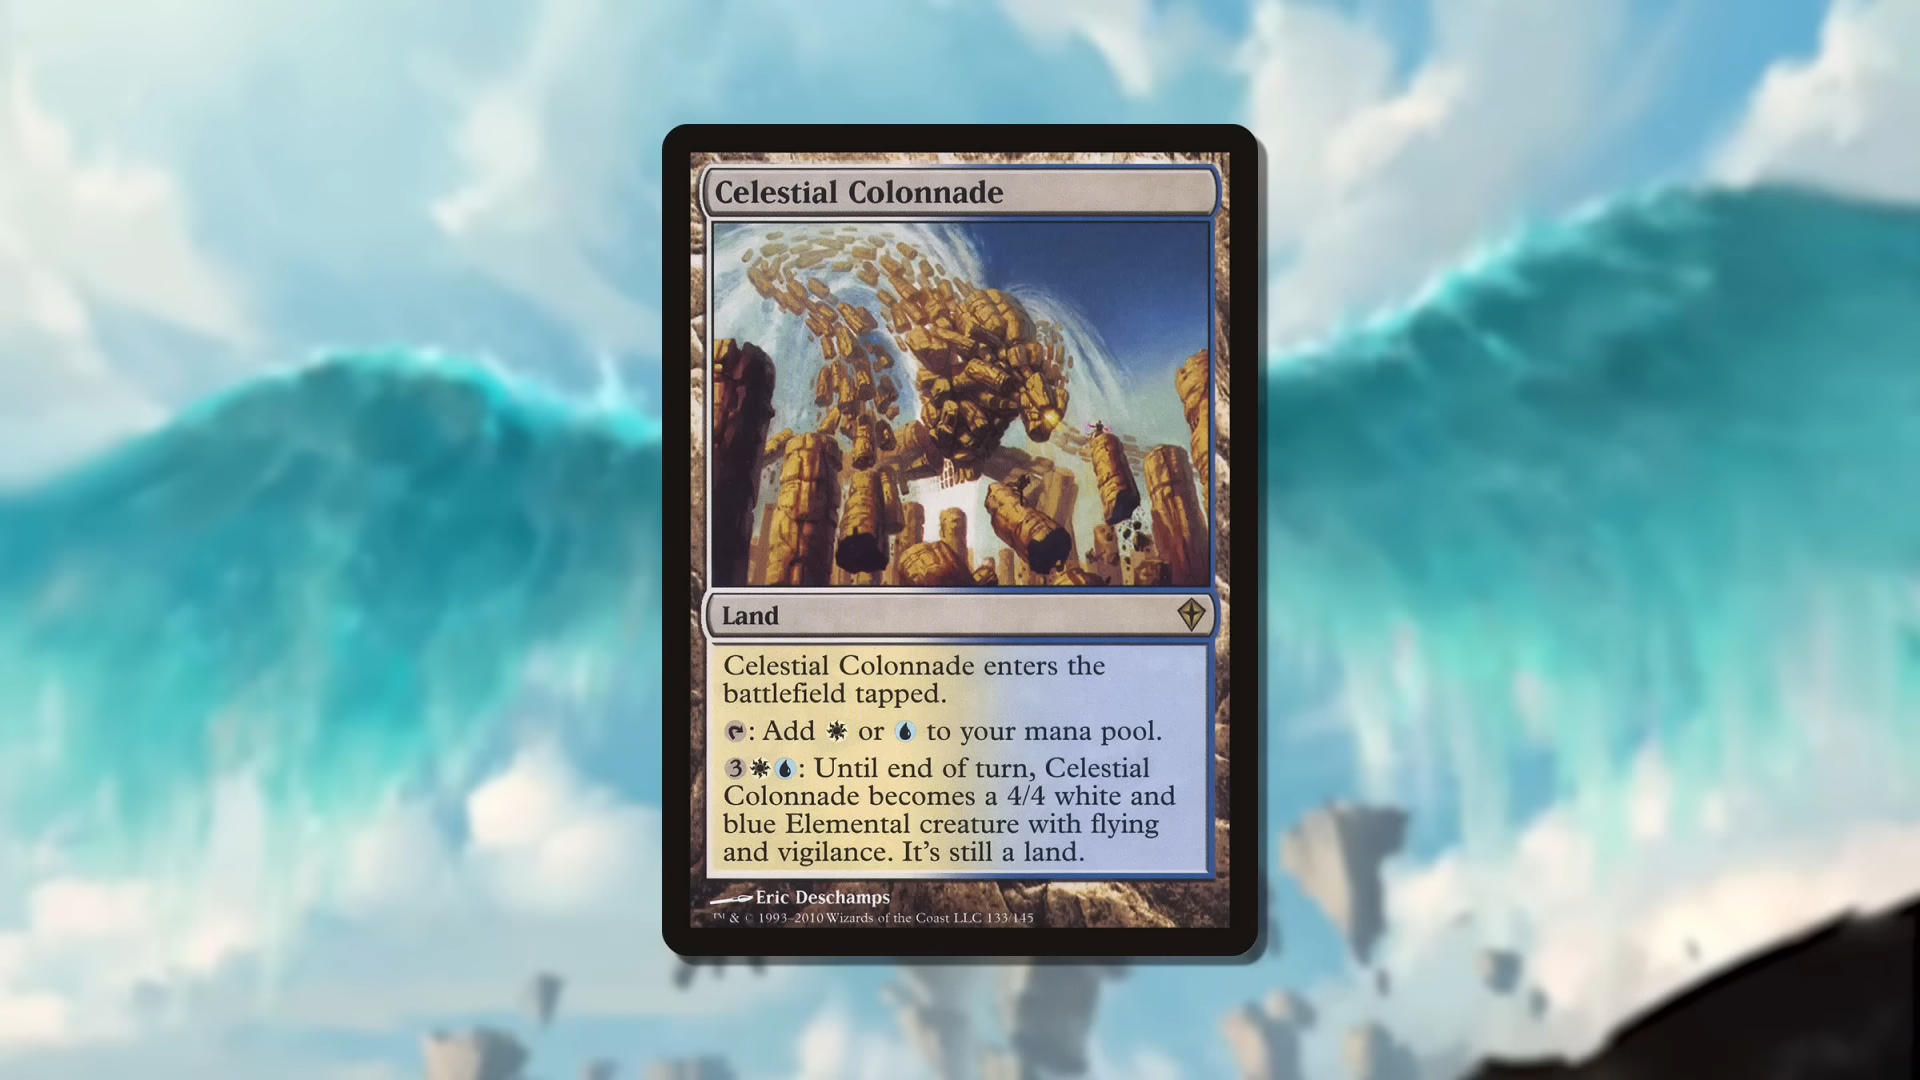 Celestial Colonnade
Land
Celestial Colonnade enters the
battlefield tapped.
: Add or to your mana pool.
3 : Until end of turn, Celestial
Colonnade becomes a 4/4 white and
blue Elemental creature with flying
and vigilance. It's still a land.
Eric Deschamps
™ & © 1993–2010 Wizards of the Coast LLC 133/145